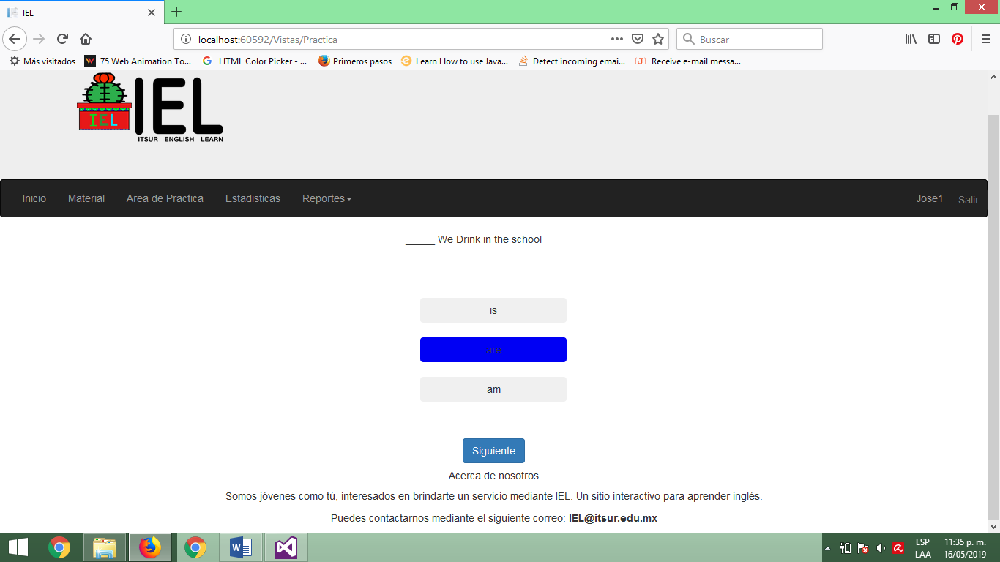 IEL
localhost:60592/Vistas/Practica
Buscar
Más visitados
75 Web Animation To...
HTML Color Picker - ...
Primeros pasos
Learn How to use Java...
Detect incoming emai...
Receive e-mail messa...
IEL
IEL
ITSUR ENGLISH LEARN
Inicio Material Area de Practica Estadisticas Reportes Jose1 Salir
_____ We Drink in the school
is
are
am
Siguiente
Acerca de nosotros
Somos jóvenes como tú, interesados en brindarte un servicio mediante IEL. Un sitio interactivo para aprender inglés.
Puedes contactarnos mediante el siguiente correo: IEL@itsur.edu.mx
ESP 11:35 p. m.
LAA 16/05/2019